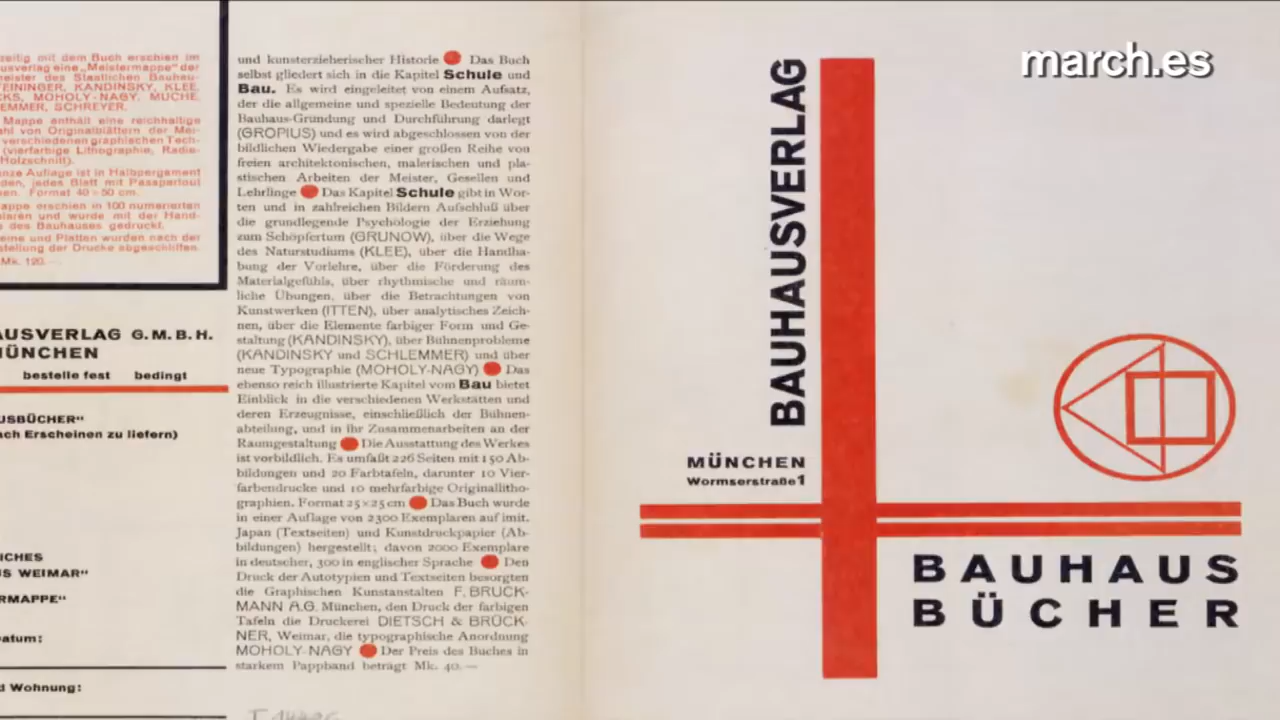 zeitig mit dem Buch erschien im
usverlag eine „Meistermappe" der
meister des Staatlichen Bauhau-
EININGER, KANDINSKY, KLEE,
CKS, MOHOLY-NAGY, MUCHE,
EMMER, SCHREYER.
Mappe enthält eine reichhaltige
hl von Originalblättern der Mei-
verschiedenen graphischen Tech-
(vierfarbige Lithographie, Radie-
Holzschnitt).
nze Auflage ist in Halbpergament
den, jedes Blatt mit Passepartout
en. Format 40×50 cm.
appe erschien in 100 numerierten
plaren und wurde mit der Hand-
e des Bauhauses gedruckt.
eme und Platten wurden nach der
stellung der Drucke abgeschliffen.
Mk. 120.—
AUSVERLAG G.M.B.H.
MÜNCHEN
bestelle fest bedingt
USBÜCHER"
ach Erscheinen zu liefern)
ICHES
S WEIMAR"
RMAPPE"
atum:
d Wohnung:
und kunsterzieherischer Historie Das Buch
selbst gliedert sich in die Kapitel Schule und
Bau. Es wird eingeleitet von einem Aufsatz,
der die allgemeine und spezielle Bedeutung der
Bauhaus-Gründung und Durchführung darlegt
(GROPIUS) und es wird abgeschlossen von der
bildlichen Wiedergabe einer großen Reihe von
freien architektonischen, malerischen und pla-
stischen Arbeiten der Meister, Gesellen und
Lehrlinge Das Kapitel Schule gibt in Wor-
ten und in zahlreichen Bildern Aufschluß über
die grundlegende Psychologie der Erziehung
zum Schöpfertum (GRUNOW), über die Wege
des Naturstudiums (KLEE), über die Handha-
bung der Vorlehre, über die Förderung des
Materialgefühls, über rhythmische und räum-
liche Übungen, über die Betrachtungen von
Kunstwerken (ITTEN), über analytisches Zeich-
nen, über die Elemente farbiger Form und Ge-
staltung (KANDINSKY), über Bühnenprobleme
(KANDINSKY und SCHLEMMER) und über
neue Typographie (MOHOLY-NAGY) Das
ebenso reich illustrierte Kapitel vom Bau bietet
Einblick in die verschiedenen Werkstätten und
deren Erzeugnisse, einschließlich der Bühnen-
abteilung, und in ihr Zusammenarbeiten an der
Raumgestaltung Die Ausstattung des Werkes
ist vorbildlich. Es umfaßt 226 Seiten mit 150 Ab-
bildungen und 20 Farbtafeln, darunter 10 Vier-
farbendrucke und 10 mehrfarbige Originallitho-
graphien. Format 25×25 cm Das Buch wurde
in einer Auflage von 2300 Exemplaren auf imit.
Japan (Textseiten) und Kunstdruckpapier (Ab-
bildungen) hergestellt; davon 2000 Exemplare
in deutscher, 300 in englischer Sprache Den
Druck der Autotypien und Textseiten besorgten
die Graphischen Kunstanstalten F. BRUCK-
MANN A.G. München, den Druck der farbigen
Tafeln die Druckerei DIETSCH & BRÜCK-
NER, Weimar, die typographische Anordnung
MOHOLY-NAGY Der Preis des Buches in
starkem Pappband beträgt Mk. 40.—
BAUHAUSVERLAG
MÜNCHEN
Wormserstraße 1
BAUHAUS
BÜCHER
march.es